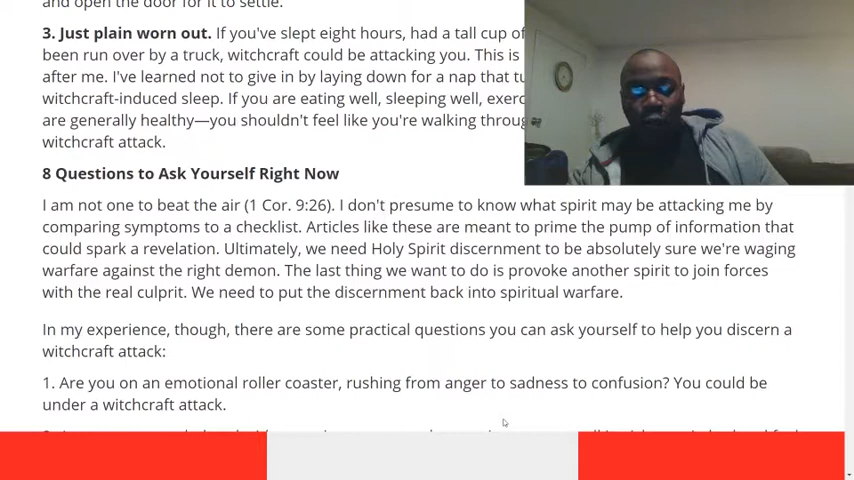 and open the door for it to settle.
3. Just plain worn out. If you've slept eight hours, had a tall cup of
been run over by a truck, witchcraft could be attacking you. This is
after me. I've learned not to give in by laying down for a nap that
witchcraft-induced sleep. If you are eating well, sleeping well,
are generally healthy—you shouldn't feel like you're walking
witchcraft attack.
8 Questions to Ask Yourself Right Now
I am not one to beat the air (1 Cor. 9:26). I don't presume to know what spirit may be attacking me by
comparing symptoms to a checklist. Articles like these are meant to prime the pump of information that
could spark a revelation. Ultimately, we need Holy Spirit discernment to be absolutely sure we're waging
warfare against the right demon. The last thing we want to do is provoke another spirit to join forces
with the real culprit. We need to put the discernment back into spiritual warfare.
In my experience, though, there are some practical questions you can ask yourself to help you discern a
witchcraft attack:
1. Are you on an emotional roller coaster, rushing from anger to sadness to confusion? You could be
under a witchcraft attack.